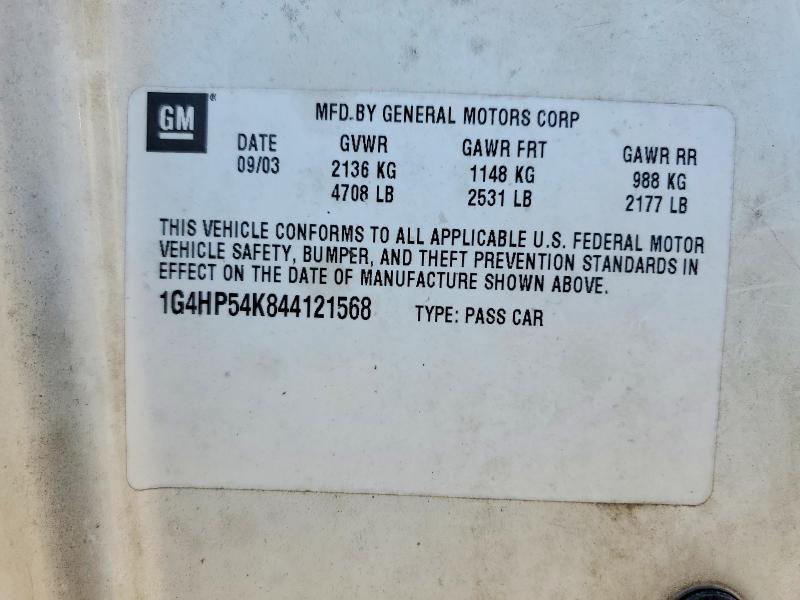 GM ®
MFD.BY GENERAL MOTORS CORP
DATE GVWR GAWR FRT GAWR RR
09/03 2136 KG 1148 KG 988 KG
4708 LB 2531 LB 2177 LB
THIS VEHICLE CONFORMS TO ALL APPLICABLE U.S. FEDERAL MOTOR
VEHICLE SAFETY, BUMPER, AND THEFT PREVENTION STANDARDS IN
EFFECT ON THE DATE OF MANUFACTURE SHOWN ABOVE.
1G4HP54K844121568 TYPE: PASS CAR